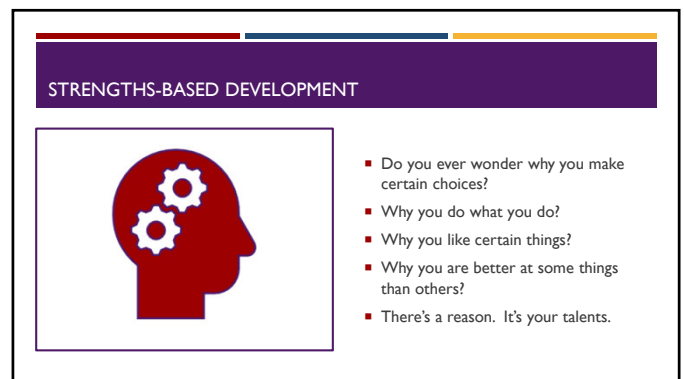 STRENGTHS-BASED DEVELOPMENT
▪ Do you ever wonder why you make
certain choices?
▪ Why you do what you do?
▪ Why you like certain things?
▪ Why you are better at some things
than others?
▪ There's a reason.  It's your talents.